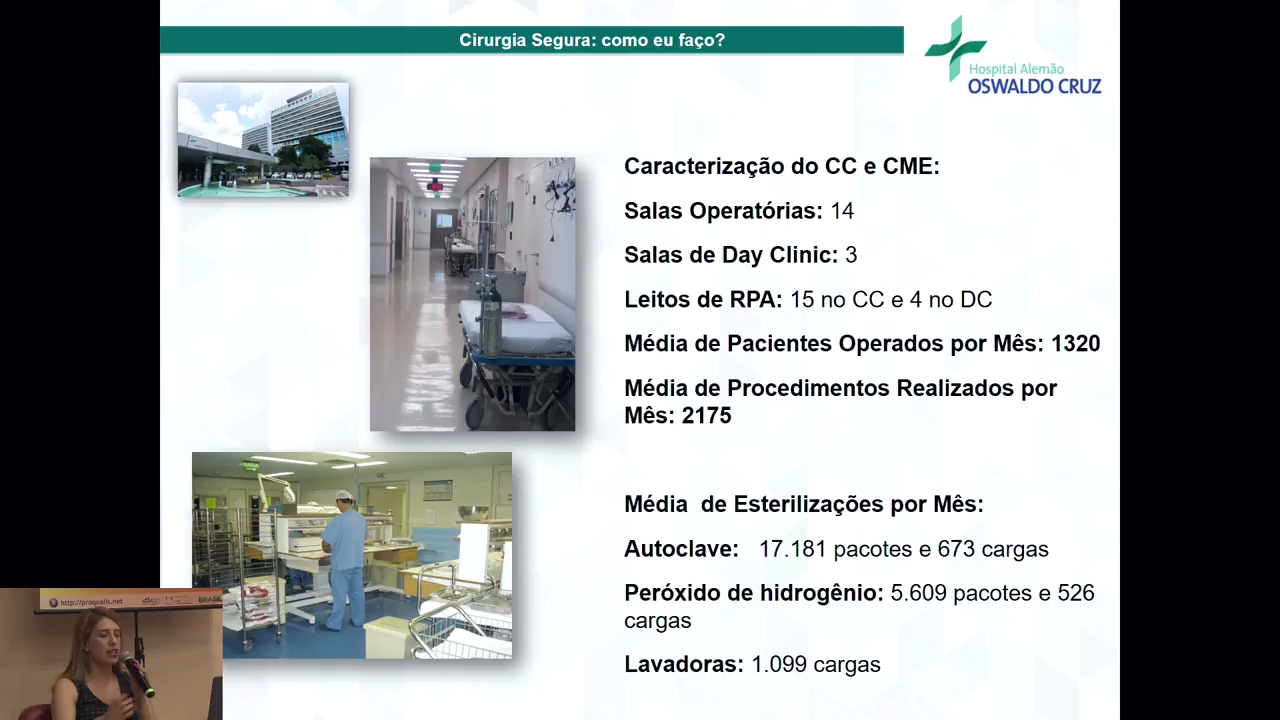 Cirurgia Segura: como eu faço?
Hospital Alemão
OSWALDO CRUZ
Caracterização do CC e CME:
Salas Operatórias: 14
Salas de Day Clinic: 3
Leitos de RPA: 15 no CC e 4 no DC
Média de Pacientes Operados por Mês: 1320
Média de Procedimentos Realizados por
Mês: 2175
Média de Esterilizações por Mês:
Autoclave: 17.181 pacotes e 673 cargas
Peróxido de hidrogênio: 5.609 pacotes e 526
cargas
Lavadoras: 1.099 cargas
http://proqualis.net
BRASIL